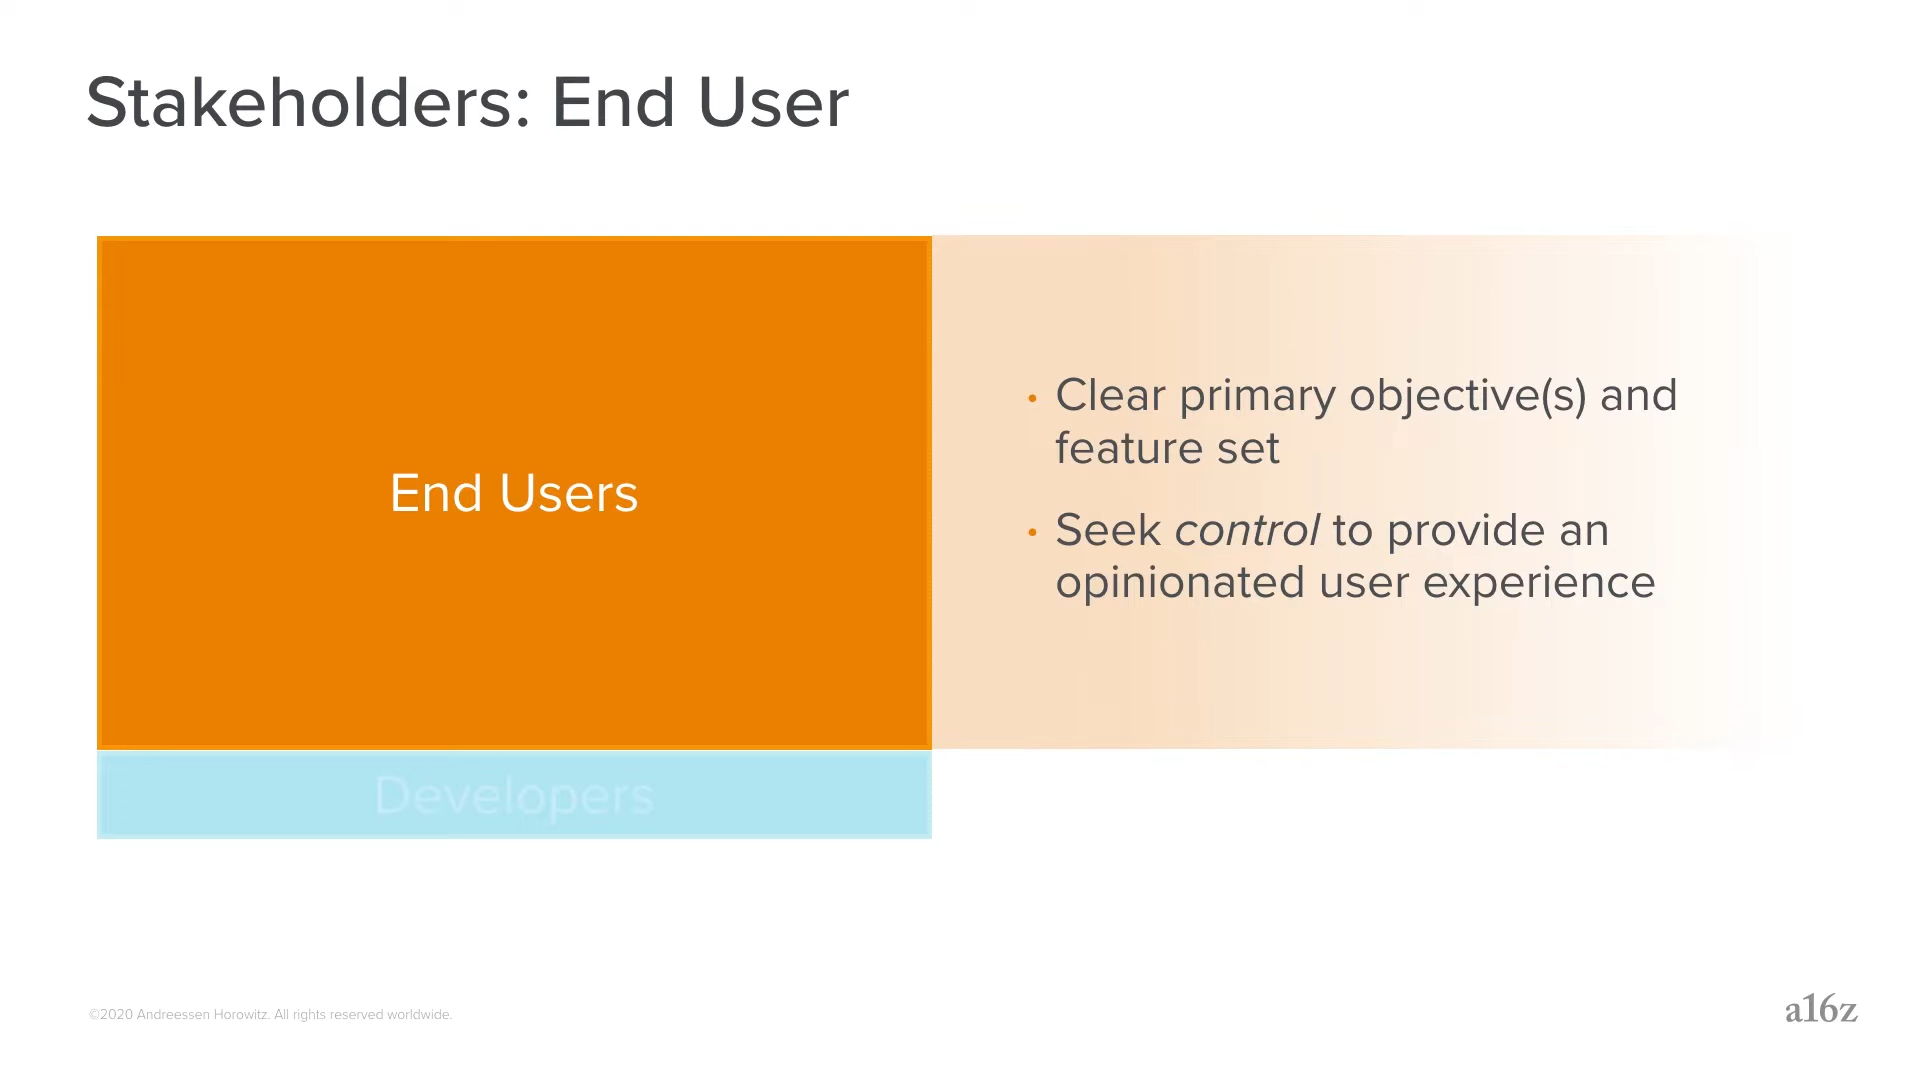 Stakeholders: End User
End Users
• Clear primary objective(s) and
feature set
• Seek control to provide an
opinionated user experience
Developers
©2020 Andreessen Horowitz. All rights reserved worldwide.
a16z